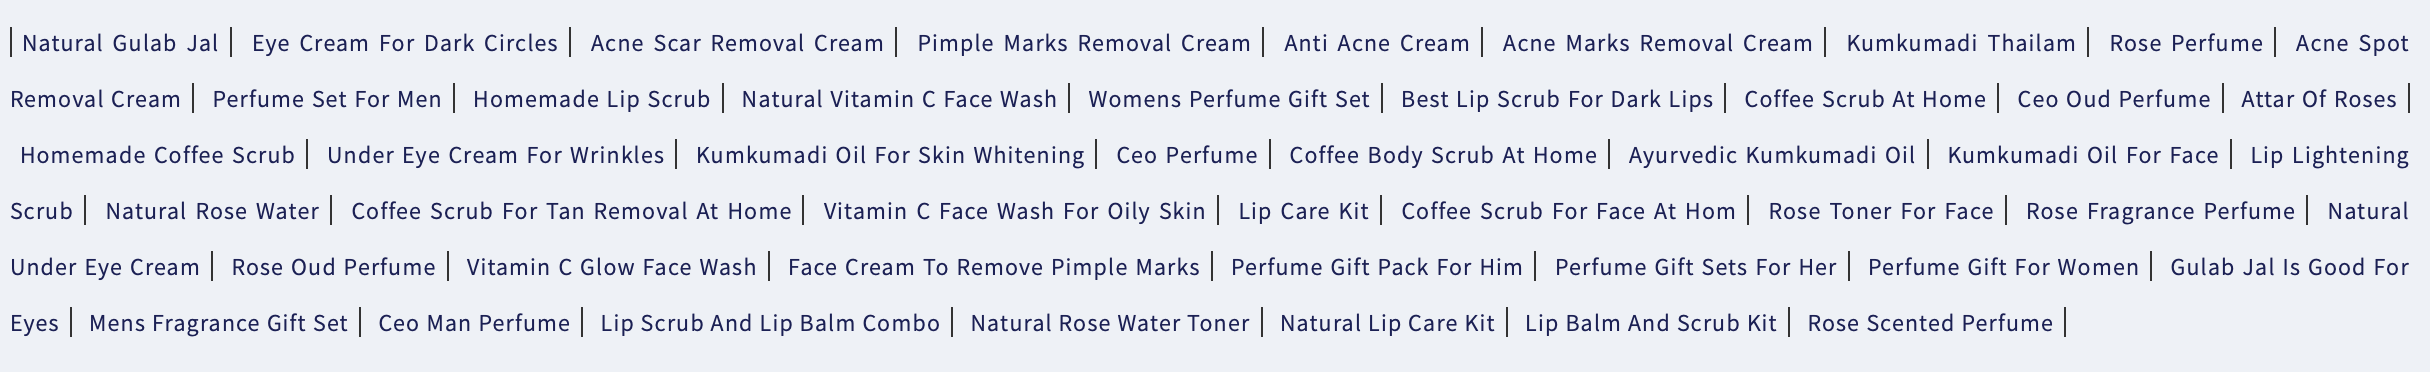 | Natural Gulab Jal | Eye Cream For Dark Circles | Acne Scar Removal Cream | Pimple Marks Removal Cream | Anti Acne Cream | Acne Marks Removal Cream | Kumkumadi Thailam | Rose Perfume | Acne Spot
Removal Cream | Perfume Set For Men | Homemade Lip Scrub | Natural Vitamin C Face Wash | Womens Perfume Gift Set | Best Lip Scrub For Dark Lips | Coffee Scrub At Home | Ceo Oud Perfume | Attar Of Roses |
Homemade Coffee Scrub | Under Eye Cream For Wrinkles | Kumkumadi Oil For Skin Whitening | Ceo Perfume | Coffee Body Scrub At Home | Ayurvedic Kumkumadi Oil | Kumkumadi Oil For Face | Lip Lightening
Scrub | Natural Rose Water | Coffee Scrub For Tan Removal At Home | Vitamin C Face Wash For Oily Skin | Lip Care Kit | Coffee Scrub For Face At Hom | Rose Toner For Face | Rose Fragrance Perfume | Natural
Under Eye Cream | Rose Oud Perfume | Vitamin C Glow Face Wash | Face Cream To Remove Pimple Marks | Perfume Gift Pack For Him | Perfume Gift Sets For Her | Perfume Gift For Women | Gulab Jal Is Good For
Eyes | Mens Fragrance Gift Set | Ceo Man Perfume | Lip Scrub And Lip Balm Combo | Natural Rose Water Toner | Natural Lip Care Kit | Lip Balm And Scrub Kit | Rose Scented Perfume |